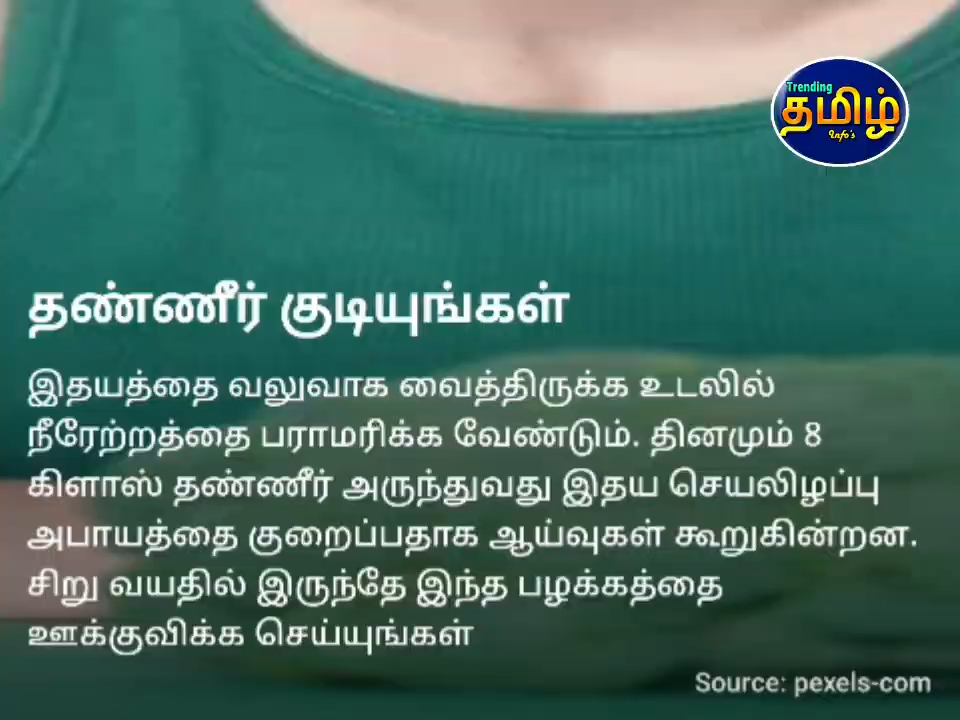 Trending
தமிழ்
Info's
தண்ணீர் குடியுங்கள்
இதயத்தை வலுவாக வைத்திருக்க உடலில்
நீரேற்றத்தை பராமரிக்க வேண்டும். தினமும் 8
கிளாஸ் தண்ணீர் அருந்துவது இதய செயலிழப்பு
அபாயத்தை குறைப்பதாக ஆய்வுகள் கூறுகின்றன.
சிறு வயதில் இருந்தே இந்த பழக்கத்தை
ஊக்குவிக்க செய்யுங்கள்
Source: pexels-com